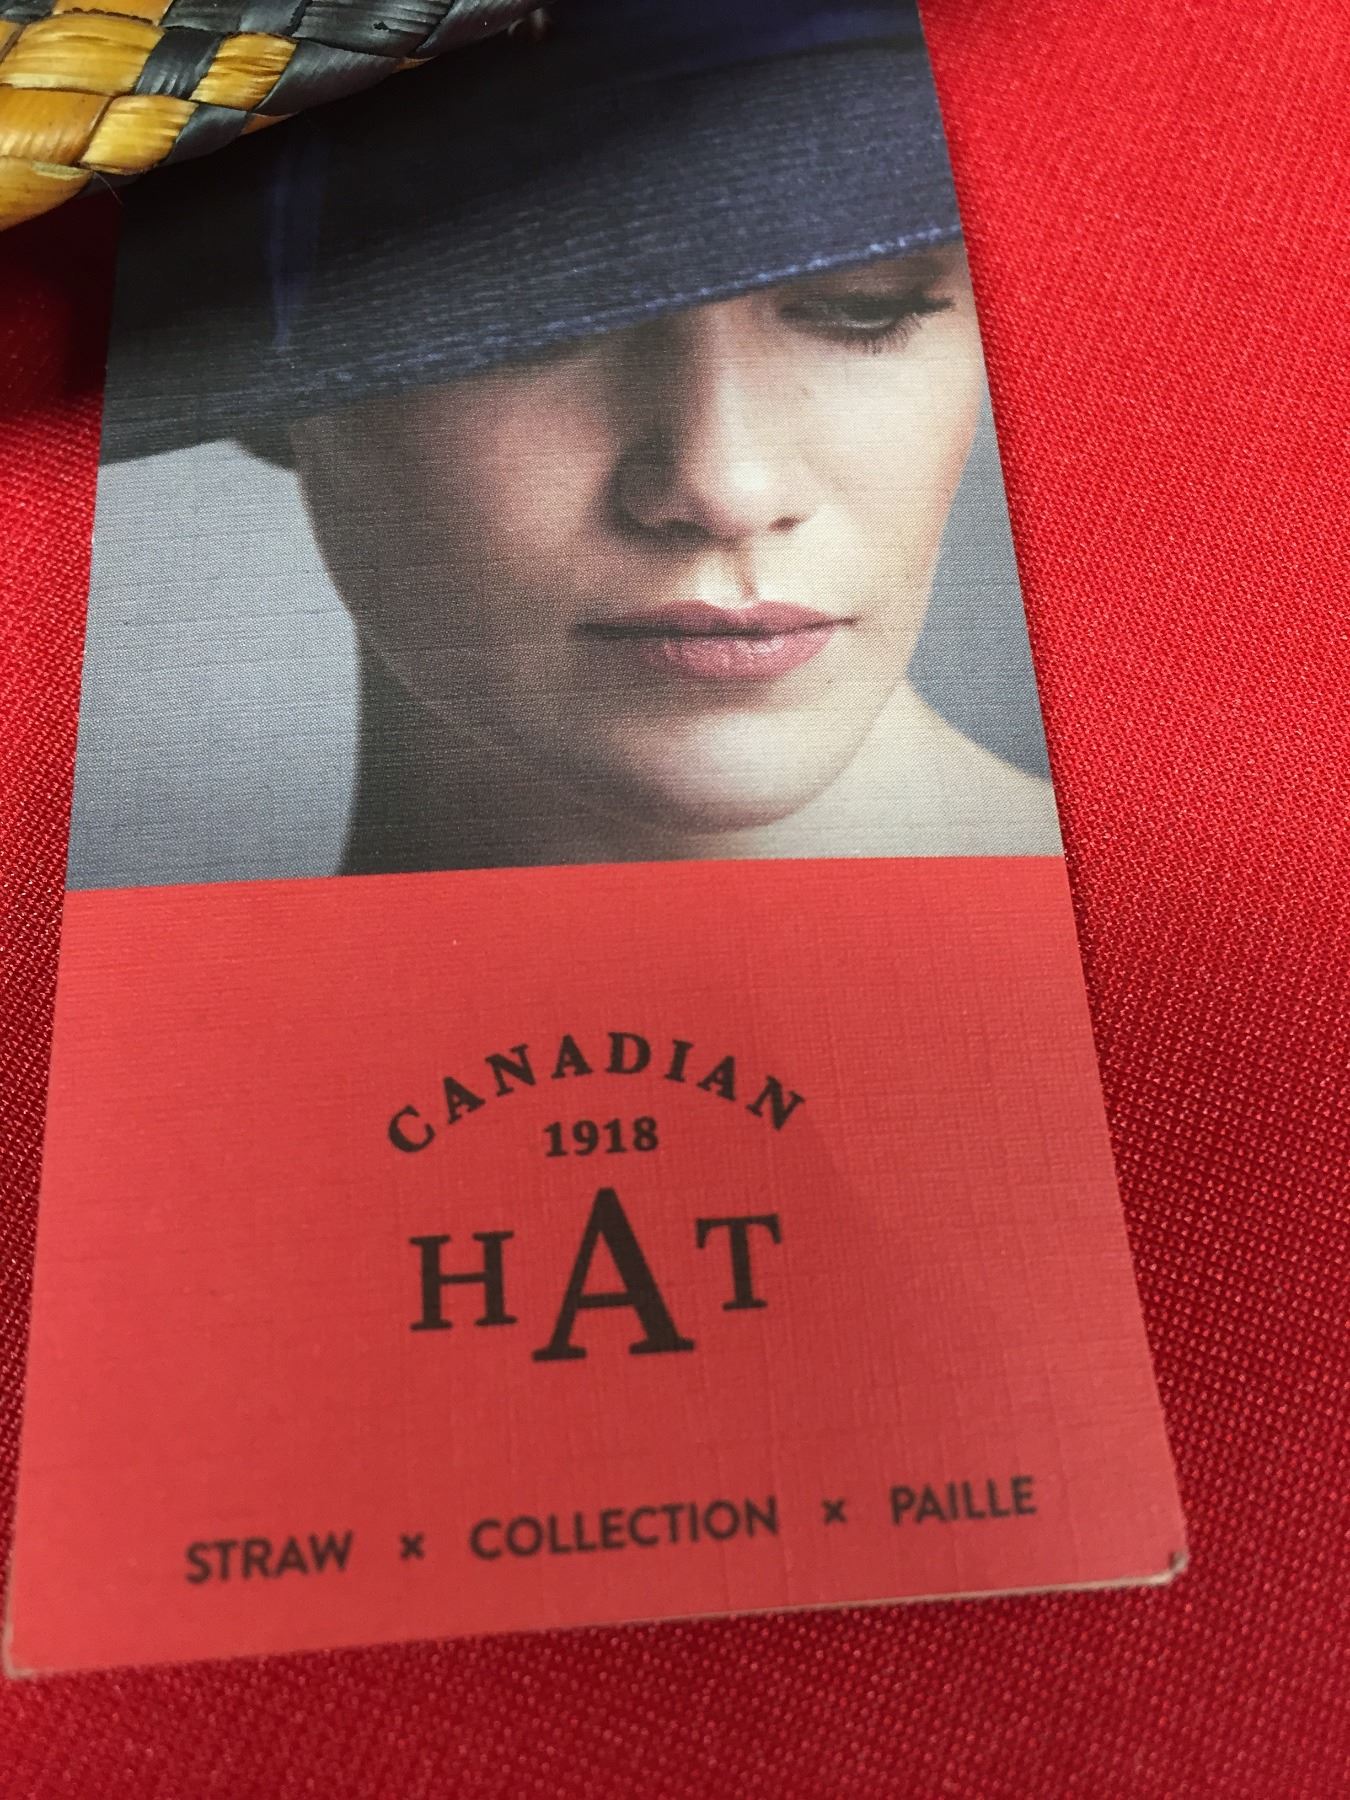 CANADIAN
1918
HAT
STRAW × COLLECTION × PAILLE